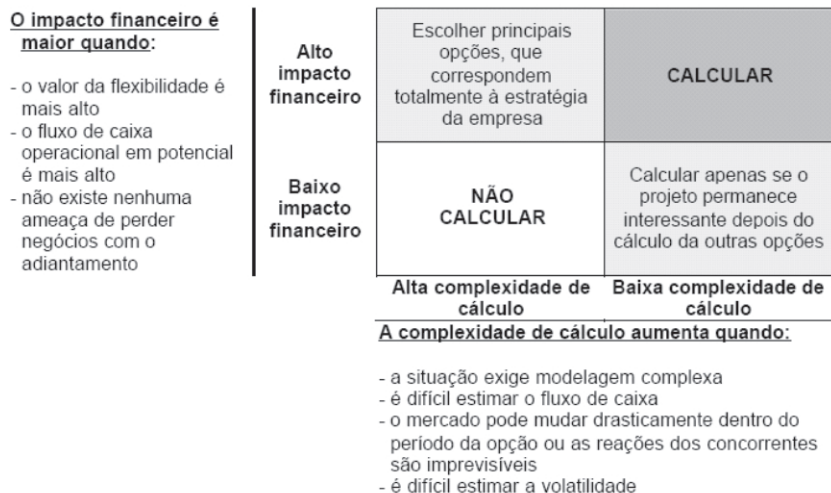 O impacto financeiro é
maior quando:
- o valor da flexibilidade é
mais alto
- o fluxo de caixa
operacional em potencial
é mais alto
- não existe nenhuma
ameaça de perder
negócios com o
adiantamento
Alto
impacto
financeiro
Escolher principais
opções, que
correspondem
totalmente à estratégia
da empresa
CALCULAR
Baixo
impacto
financeiro
NÃO
CALCULAR
Calcular apenas se o
projeto permanece
interessante depois do
cálculo da outras opções
Alta complexidade de
cálculo
Baixa complexidade de
cálculo
A complexidade de cálculo aumenta quando:
- a situação exige modelagem complexa
- é difícil estimar o fluxo de caixa
- o mercado pode mudar drasticamente dentro do
período da opção ou as reações dos concorrentes
são imprevisíveis
- é difícil estimar a volatilidade